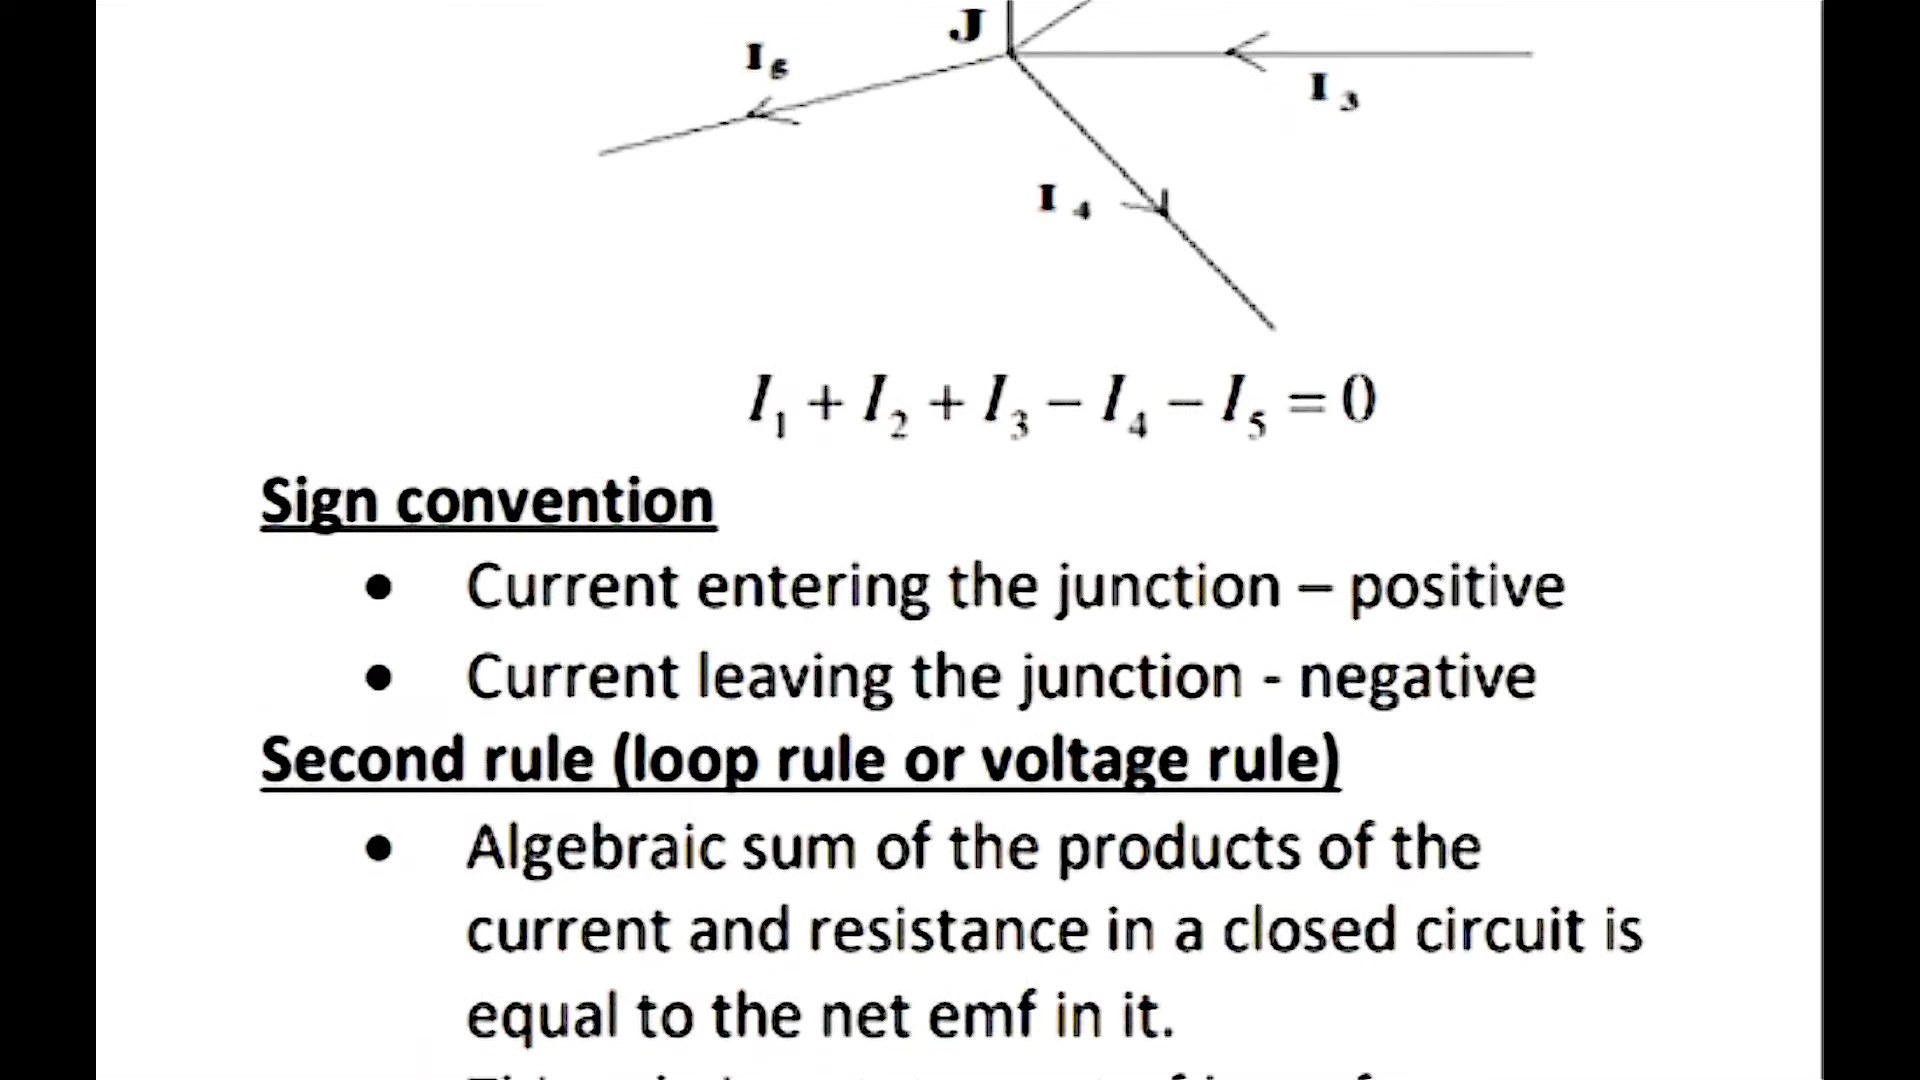 J
I₅
I₃
I₄
I₁ + I₂ + I₃ − I₄ − I₅ = 0
Sign convention
• Current entering the junction – positive
• Current leaving the junction - negative
Second rule (loop rule or voltage rule)
• Algebraic sum of the products of the
current and resistance in a closed circuit is
equal to the net emf in it.